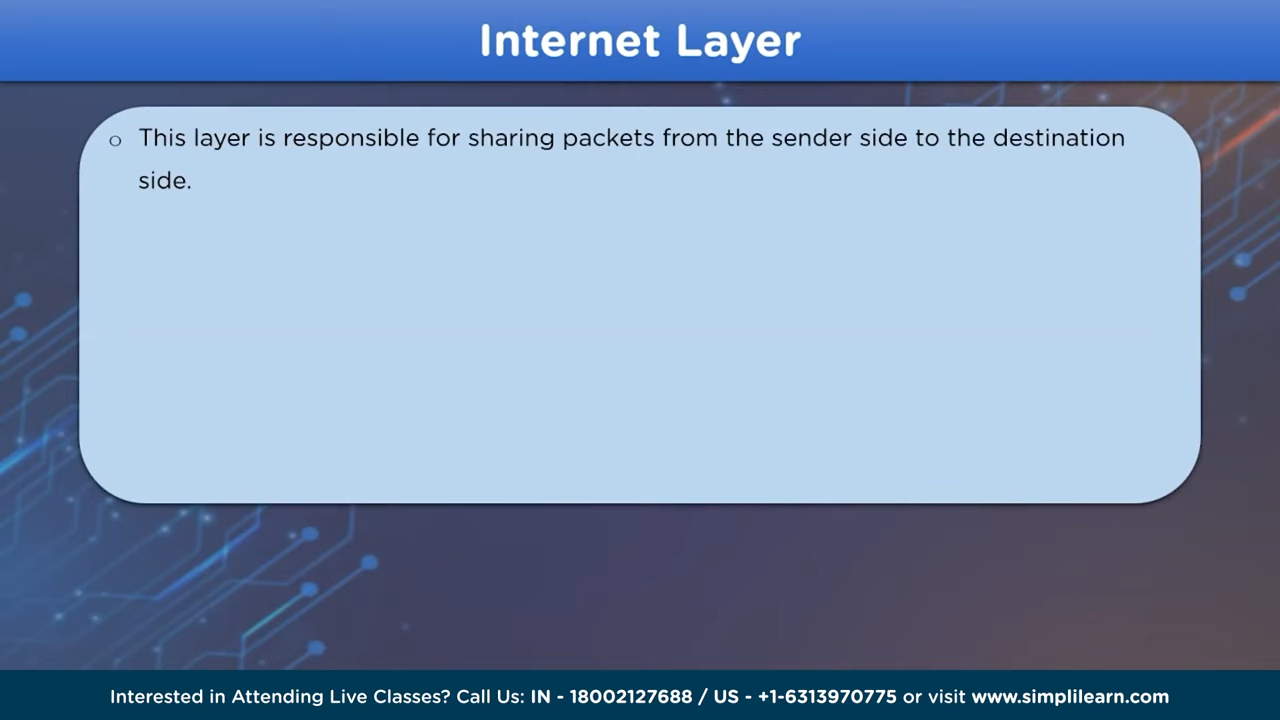 Internet Layer
○ This layer is responsible for sharing packets from the sender side to the destination
side.
Interested in Attending Live Classes? Call Us: IN - 18002127688 / US - +1-6313970775 or visit www.simplilearn.com